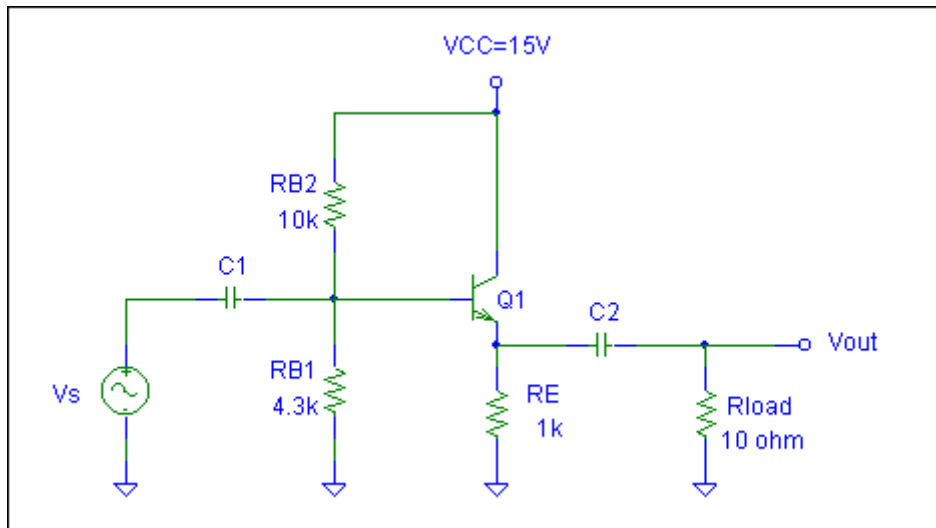 VCC=15V
RB2
10k
C1
Q1
C2
Vout
Vs
RB1
4.3k
RE
1k
Rload
10 ohm